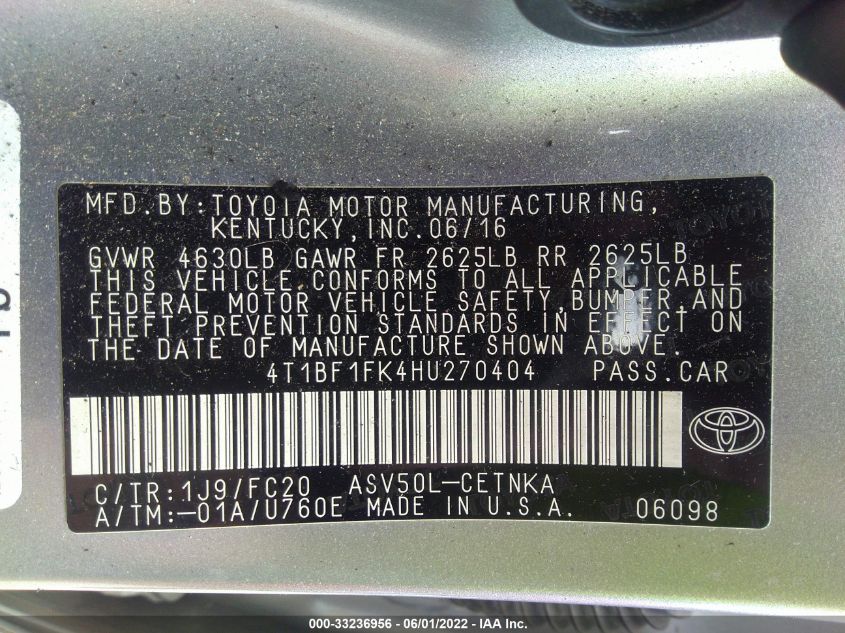 MFD.BY:TOYOTA MOTOR MANUFACTURING,
KENTUCKY,INC.06/16
GVWR 4630LB GAWR FR 2625LB RR 2625LB
THIS VEHICLE CONFORMS TO ALL APPLICABLE
FEDERAL MOTOR VEHICLE SAFETY,BUMPER,AND
THEFT PREVENTION STANDARDS IN EFFECT ON
THE DATE OF MANUFACTURE SHOWN ABOVE.
4T1BF1FK4HU270404 PASS.CAR
C/TR:1J9/FC20 ASV50L-CETNKA
A/TM:-01A/U760E MADE IN U.S.A. 06098
000-33236956 - 06/01/2022 - IAA Inc.